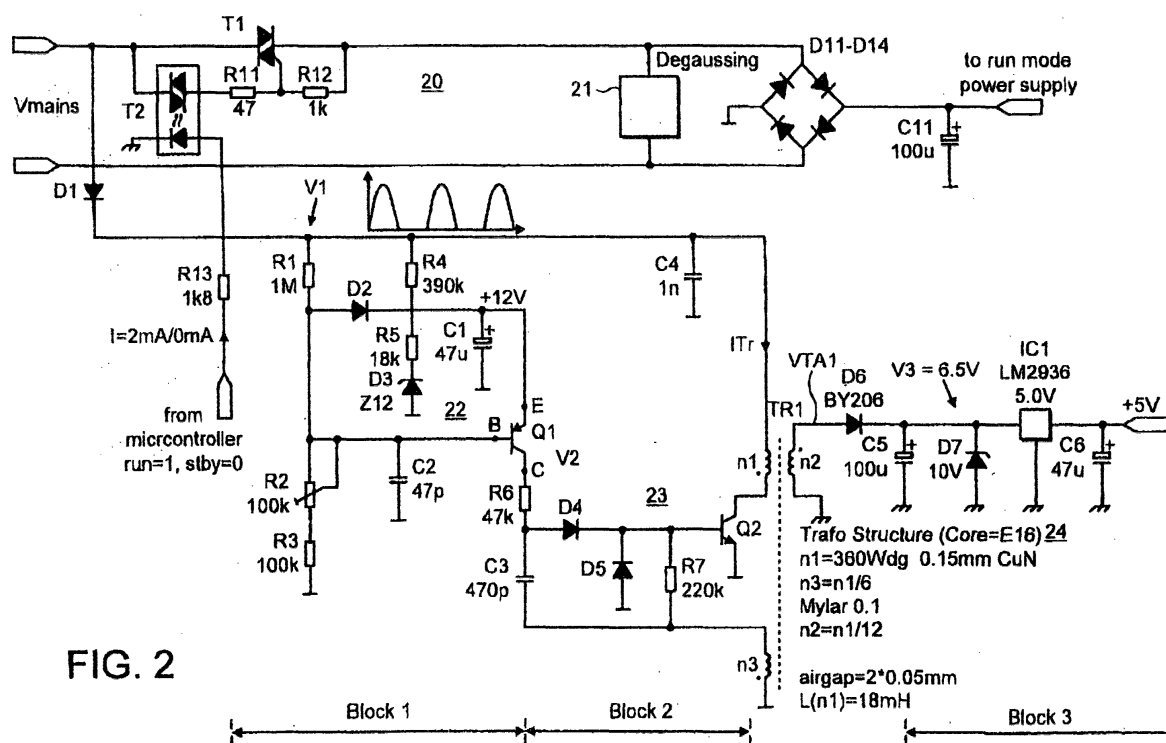 T1
D11-D14
R11
47
R12
1k
20
Degaussing
21
to run mode
power supply
Vmains
T2
C11
100u
+
D1
V1
R13
1k8
R1
1M
D2
R4
390k
+12V
C4
1n
I=2mA/0mA
R5
18k
C1
47u
+
ITr
VTA1
V3 = 6.5V
IC1
LM2936
5.0V
D3
Z12
22
E
B
Q1
V2
C
TR1
D6
BY206
+5V
from
micrcontroller
run=1, stby=0
R2
100k
C2
47p
n1
n2
C5
100u
+
D7
10V
C6
47u
+
R6
47k
D4
23
Q2
R3
100k
C3
470p
D5
R7
220k
Trafo Structure (Core=E16) 24
n1=360Wdg 0.15mm CuN
n3=n1/6
Mylar 0.1
n2=n1/12
n3
airgap=2*0.05mm
L(n1)=18mH
FIG. 2
Block 1
Block 2
Block 3